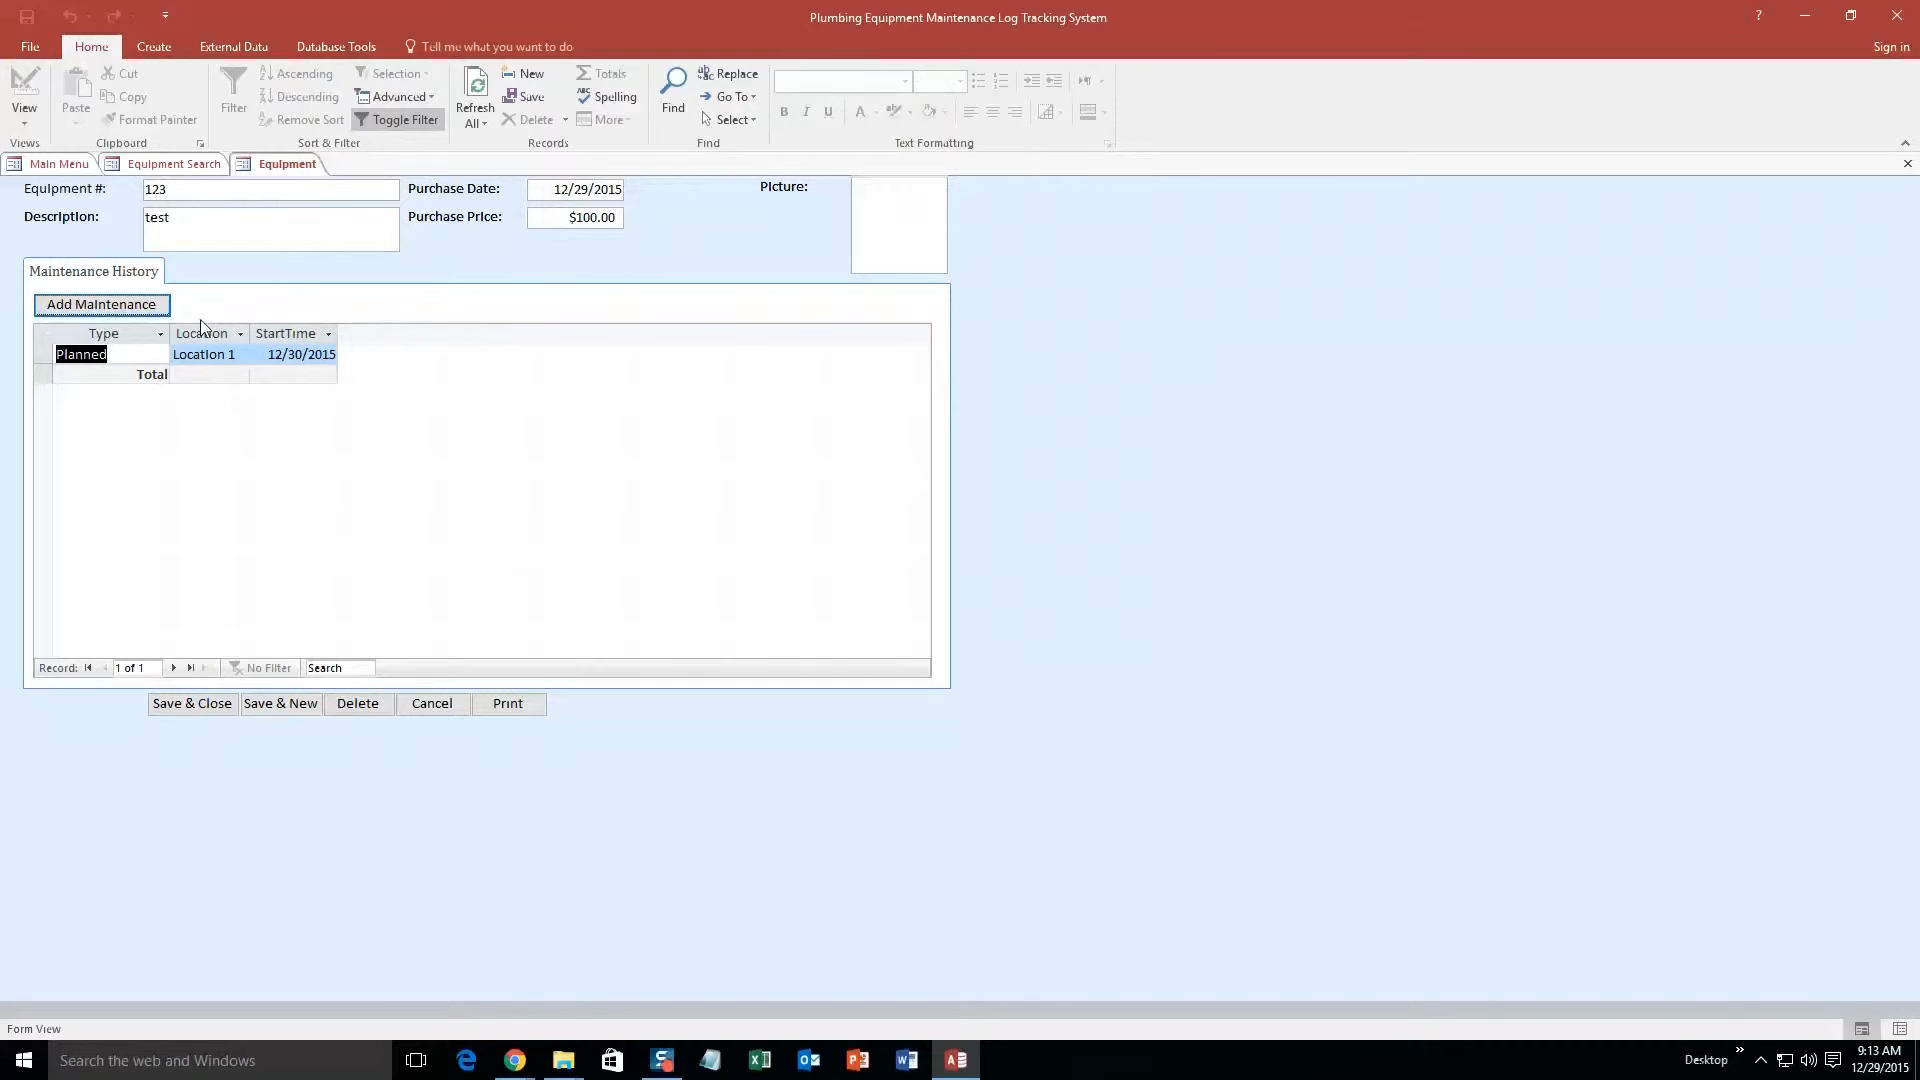 Plumbing Equipment Maintenance Log Tracking System
?
File Home Create External Data Database Tools Tell me what you want to do Sign in
View Paste Cut Copy Format Painter Filter Ascending Descending Remove Sort Selection Advanced Toggle Filter Refresh All New Save Delete Totals Spelling More Find Replace Go To Select B I U A
Views Clipboard Sort & Filter Records Find Text Formatting
Main Menu Equipment Search Equipment
Equipment #: 123 Purchase Date: 12/29/2015 Picture:
Description: test Purchase Price: $100.00
Maintenance History
Add Maintenance
Type Location StartTime
Planned Location 1 12/30/2015
Total
Record: 1 of 1 No Filter Search
Save & Close Save & New Delete Cancel Print
Form View
Search the web and Windows Desktop 9:13 AM
12/29/2015